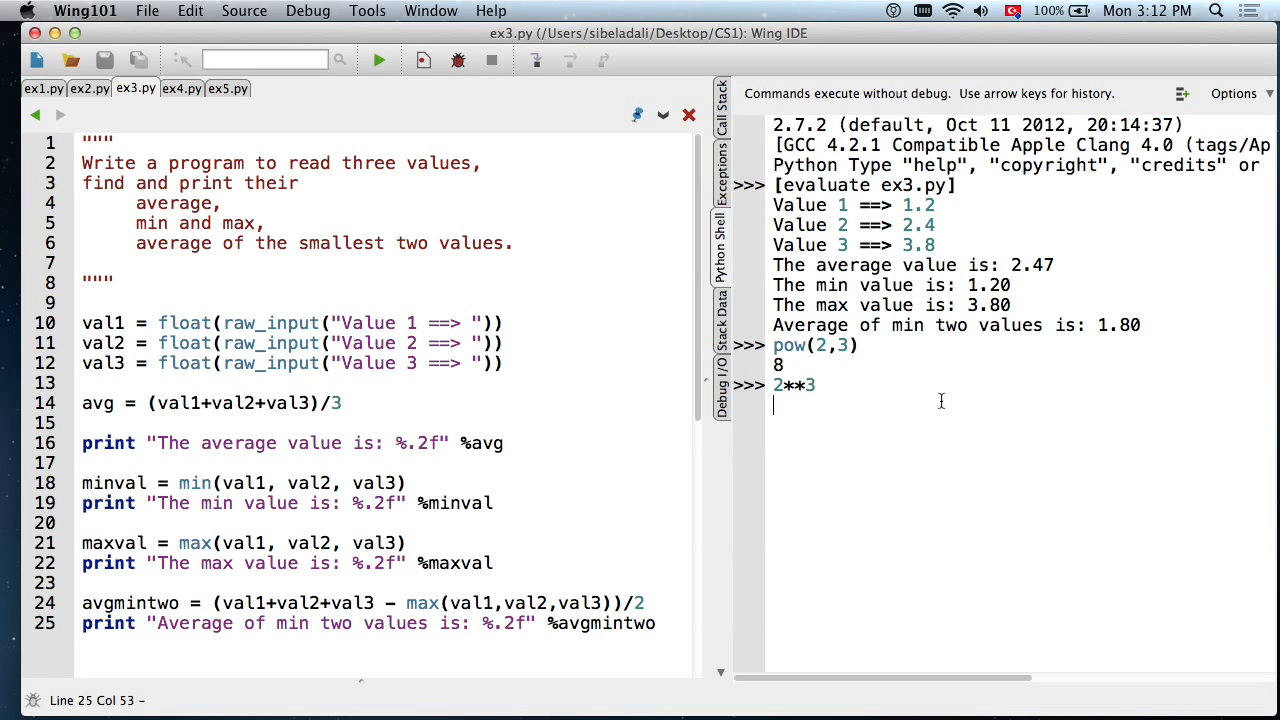 Wing101 File Edit Source Debug Tools Window Help 100% Mon 3:12 PM
ex3.py (/Users/sibeladali/Desktop/CS1): Wing IDE
ex1.py ex2.py ex3.py ex4.py ex5.py
1 """
2 Write a program to read three values,
3 find and print their
4 average,
5 min and max,
6 average of the smallest two values.
7
8 """
9
10 val1 = float(raw_input("Value 1 ==> "))
11 val2 = float(raw_input("Value 2 ==> "))
12 val3 = float(raw_input("Value 3 ==> "))
13
14 avg = (val1+val2+val3)/3
15
16 print "The average value is: %.2f" %avg
17
18 minval = min(val1, val2, val3)
19 print "The min value is: %.2f" %minval
20
21 maxval = max(val1, val2, val3)
22 print "The max value is: %.2f" %maxval
23
24 avgmintwo = (val1+val2+val3 - max(val1,val2,val3))/2
25 print "Average of min two values is: %.2f" %avgmintwo
Call Stack
Exceptions
Python Shell
Stack Data
Debug I/O
Commands execute without debug. Use arrow keys for history.
Options
2.7.2 (default, Oct 11 2012, 20:14:37)
[GCC 4.2.1 Compatible Apple Clang 4.0 (tags/Ap
Python Type "help", "copyright", "credits" or
>>> [evaluate ex3.py]
Value 1 ==> 1.2
Value 2 ==> 2.4
Value 3 ==> 3.8
The average value is: 2.47
The min value is: 1.20
The max value is: 3.80
Average of min two values is: 1.80
>>> pow(2,3)
8
>>> 2**3
Line 25 Col 53 -